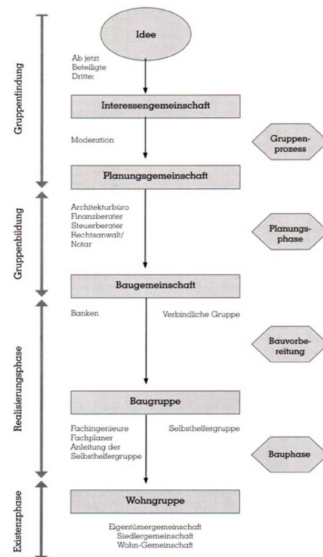 Idee
Ab jetzt
Beteiligte
Dritte:
Interessengemeinschaft
Moderation
Gruppen-
prozess
Planungsgemeinschaft
Architekturbüro
Finanzberater
Steuerberater
Rechtsanwalt/
Notar
Planungs-
phase
Baugemeinschaft
Banken
Verbindliche Gruppe
Bauvorbe-
reitung
Baugruppe
Fachingenieure
Fachplaner
Anleitung der
Selbsthelfergruppe
Selbsthelfergruppe
Bauphase
Wohngruppe
Eigentümergemeinschaft
Siedlergemeinschaft
Wohn-Gemeinschaft
Gruppenfindung
Gruppenbildung
Realisierungsphase
Existenzphase